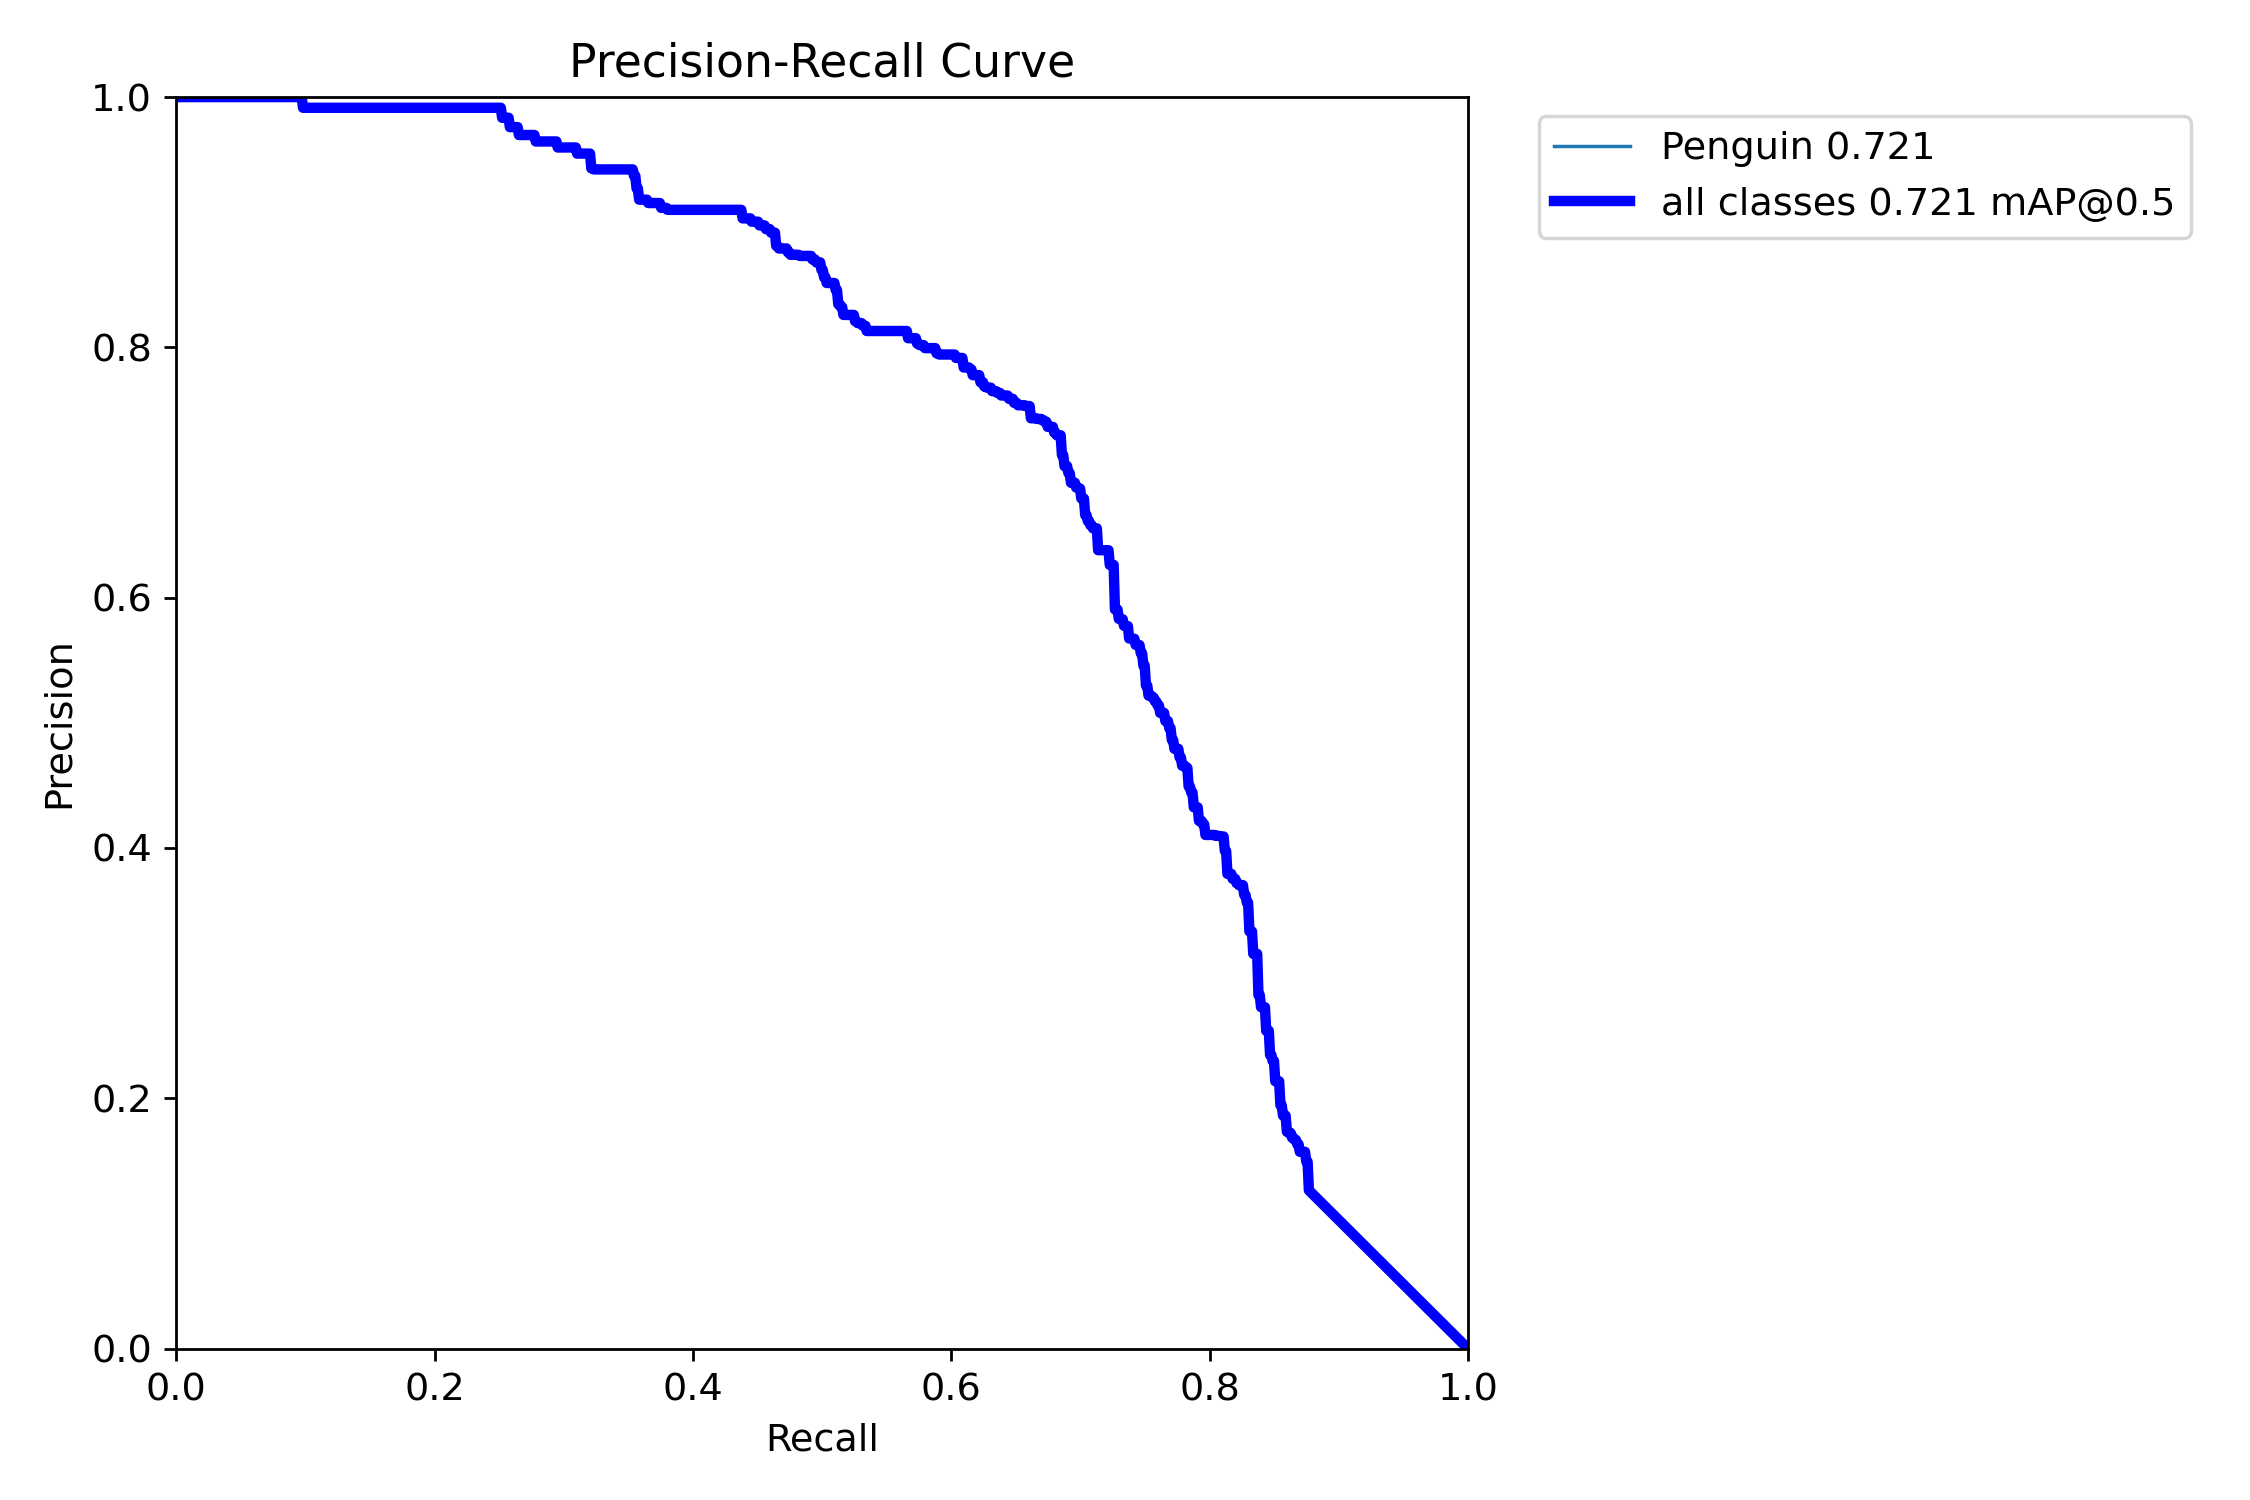 Precision-Recall Curve
Penguin 0.721
all classes 0.721 mAP@0.5
1.0
0.8
0.6
0.4
0.2
0.0
Precision
0.0 0.2 0.4 0.6 0.8 1.0
Recall